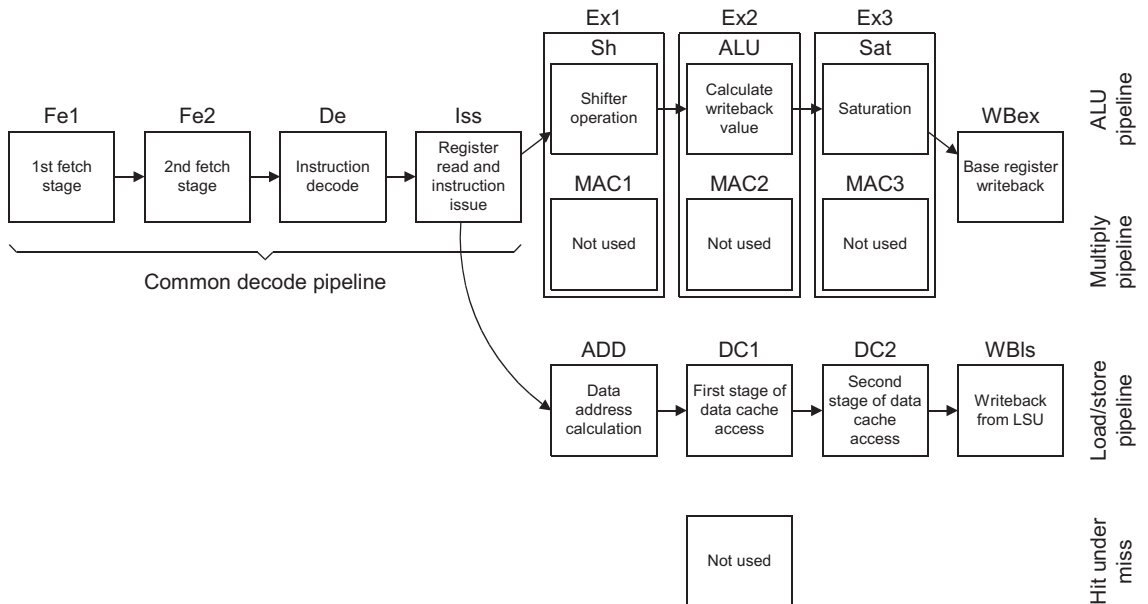 Ex1
Ex2
Ex3
Sh
ALU
Sat
Fe1
Fe2
De
Iss
WBex
1st fetch
stage
2nd fetch
stage
Instruction
decode
Register
read and
instruction
issue
Shifter
operation
Calculate
writeback
value
Saturation
Base register
writeback
ALU
pipeline
MAC1
MAC2
MAC3
Not used
Not used
Not used
Multiply
pipeline
Common decode pipeline
ADD
DC1
DC2
WBls
Data
address
calculation
First stage of
data cache
access
Second
stage of data
cache
access
Writeback
from LSU
Load/store
pipeline
Not used
Hit under
miss